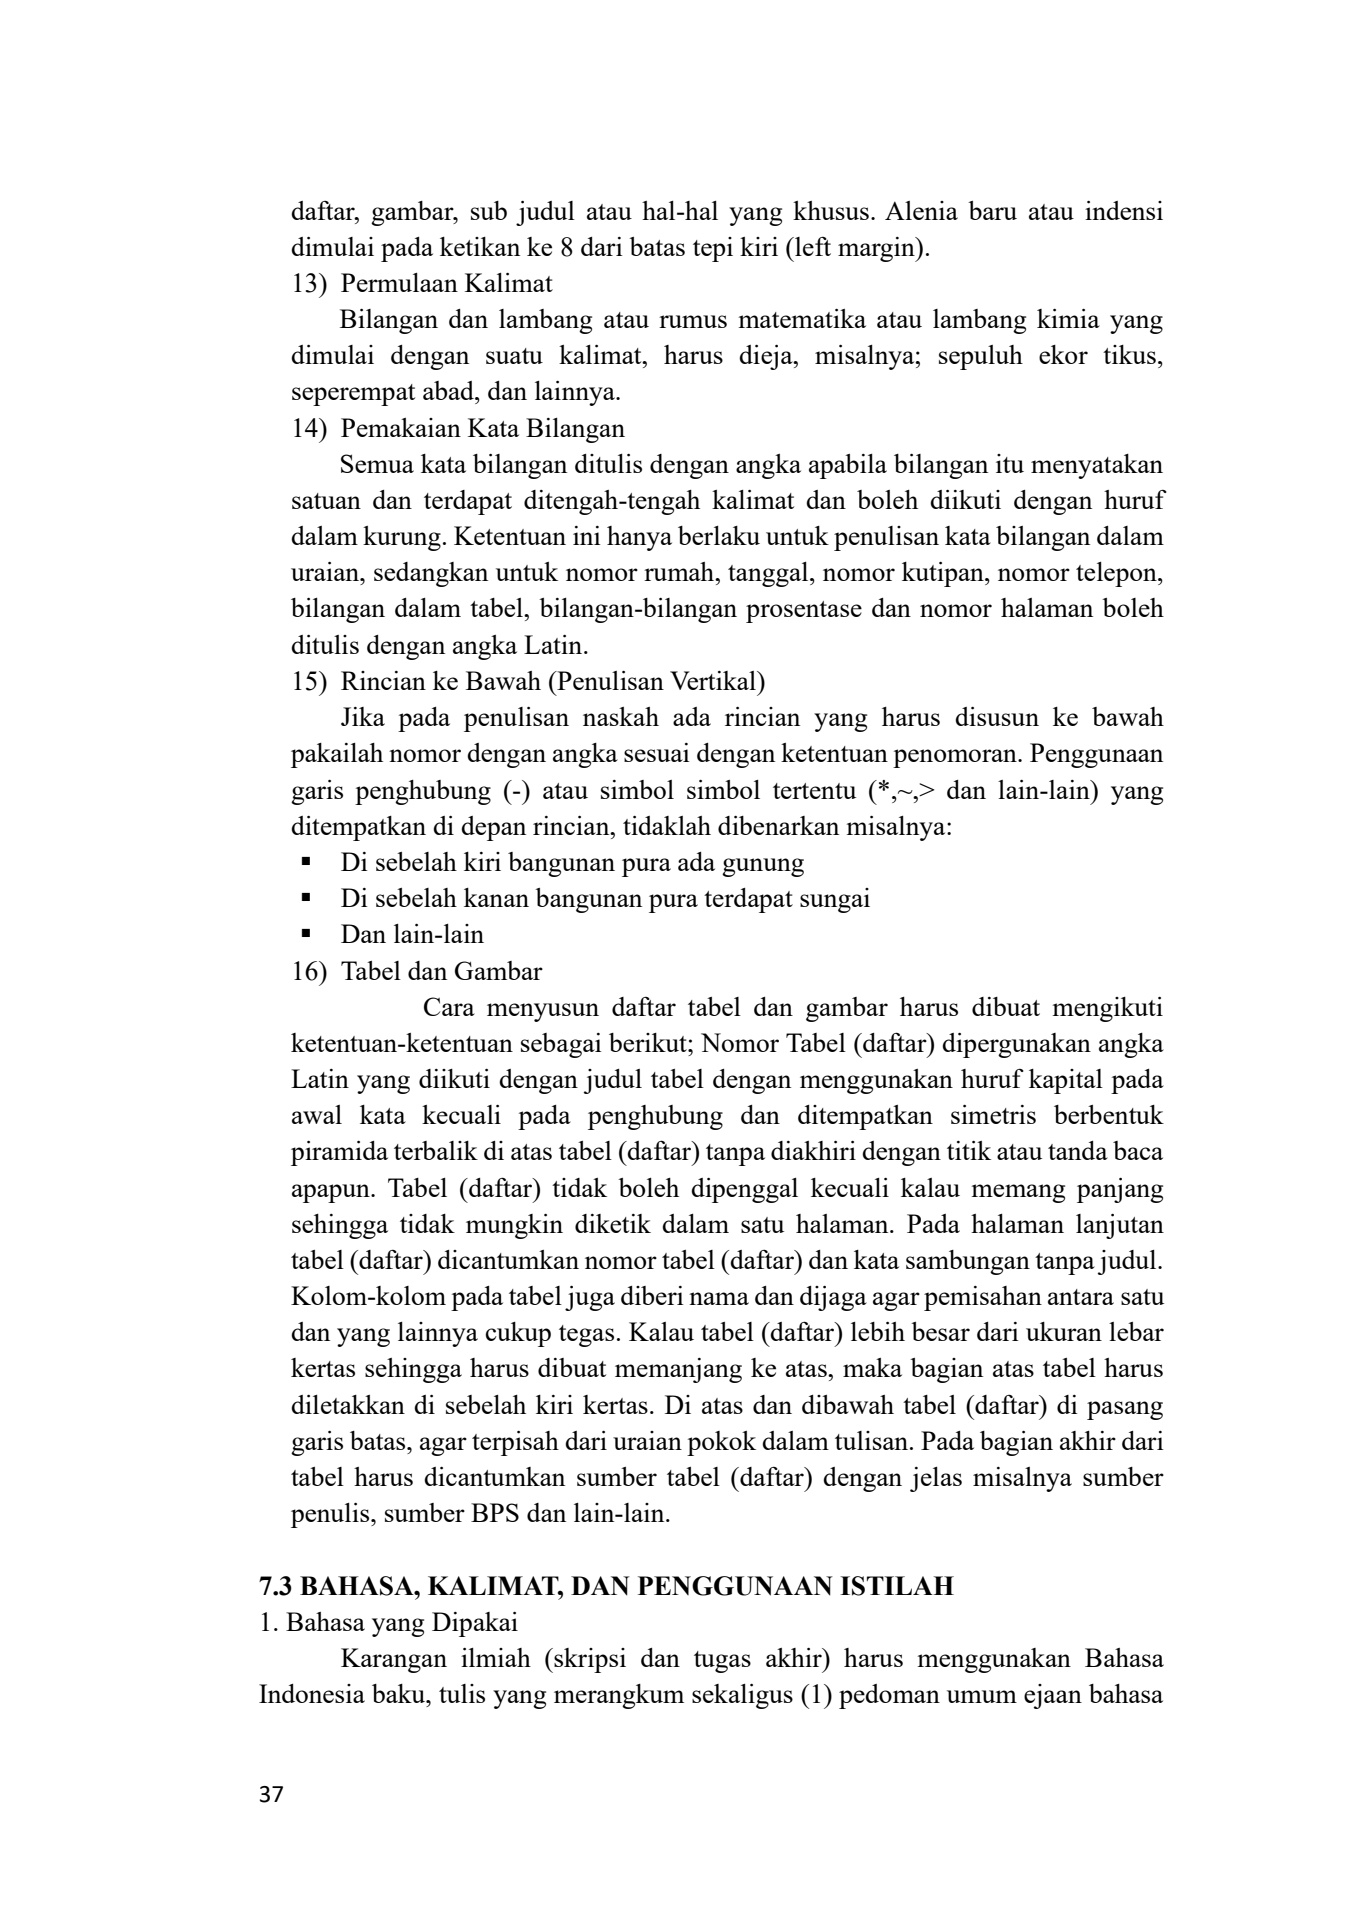 daftar, gambar, sub judul atau hal-hal yang khusus. Alenia baru atau indensi
dimulai pada ketikan ke 8 dari batas tepi kiri (left margin).
13) Permulaan Kalimat
Bilangan dan lambang atau rumus matematika atau lambang kimia yang
dimulai dengan suatu kalimat, harus dieja, misalnya; sepuluh ekor tikus,
seperempat abad, dan lainnya.
14) Pemakaian Kata Bilangan
Semua kata bilangan ditulis dengan angka apabila bilangan itu menyatakan
satuan dan terdapat ditengah-tengah kalimat dan boleh diikuti dengan huruf
dalam kurung. Ketentuan ini hanya berlaku untuk penulisan kata bilangan dalam
uraian, sedangkan untuk nomor rumah, tanggal, nomor kutipan, nomor telepon,
bilangan dalam tabel, bilangan-bilangan prosentase dan nomor halaman boleh
ditulis dengan angka Latin.
15) Rincian ke Bawah (Penulisan Vertikal)
Jika pada penulisan naskah ada rincian yang harus disusun ke bawah
pakailah nomor dengan angka sesuai dengan ketentuan penomoran. Penggunaan
garis penghubung (-) atau simbol simbol tertentu (*,~,> dan lain-lain) yang
ditempatkan di depan rincian, tidaklah dibenarkan misalnya:
▪ Di sebelah kiri bangunan pura ada gunung
▪ Di sebelah kanan bangunan pura terdapat sungai
▪ Dan lain-lain
16) Tabel dan Gambar
Cara menyusun daftar tabel dan gambar harus dibuat mengikuti
ketentuan-ketentuan sebagai berikut; Nomor Tabel (daftar) dipergunakan angka
Latin yang diikuti dengan judul tabel dengan menggunakan huruf kapital pada
awal kata kecuali pada penghubung dan ditempatkan simetris berbentuk
piramida terbalik di atas tabel (daftar) tanpa diakhiri dengan titik atau tanda baca
apapun. Tabel (daftar) tidak boleh dipenggal kecuali kalau memang panjang
sehingga tidak mungkin diketik dalam satu halaman. Pada halaman lanjutan
tabel (daftar) dicantumkan nomor tabel (daftar) dan kata sambungan tanpa judul.
Kolom-kolom pada tabel juga diberi nama dan dijaga agar pemisahan antara satu
dan yang lainnya cukup tegas. Kalau tabel (daftar) lebih besar dari ukuran lebar
kertas sehingga harus dibuat memanjang ke atas, maka bagian atas tabel harus
diletakkan di sebelah kiri kertas. Di atas dan dibawah tabel (daftar) di pasang
garis batas, agar terpisah dari uraian pokok dalam tulisan. Pada bagian akhir dari
tabel harus dicantumkan sumber tabel (daftar) dengan jelas misalnya sumber
penulis, sumber BPS dan lain-lain.
7.3 BAHASA, KALIMAT, DAN PENGGUNAAN ISTILAH
1. Bahasa yang Dipakai
Karangan ilmiah (skripsi dan tugas akhir) harus menggunakan Bahasa
Indonesia baku, tulis yang merangkum sekaligus (1) pedoman umum ejaan bahasa
37